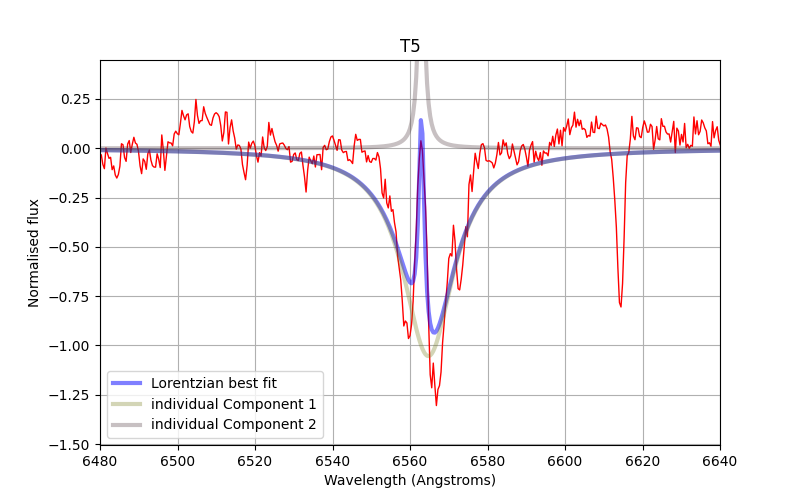 T5
0.25
0.00
−0.25
−0.50
−0.75
−1.00
−1.25
−1.50
Normalised flux
Lorentzian best fit
individual Component 1
individual Component 2
6480 6500 6520 6540 6560 6580 6600 6620 6640
Wavelength (Angstroms)